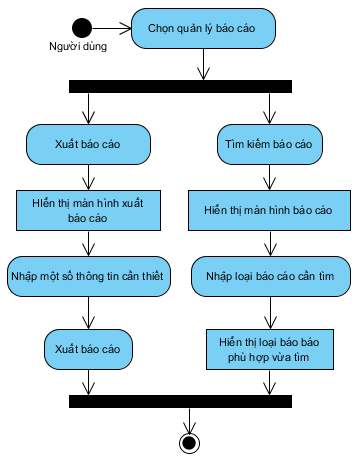 Chọn quản lý báo cáo
Người dùng
Xuất báo cáo
Tìm kiếm báo cáo
HIến thị màn hình xuất
báo cáo
Hiển thị màn hình báo cáo
Nhập một số thông tin cần thiết
Nhập loại báo cáo cần tìm
Xuất báo cáo
Hiển thị loại báo báo
phù hợp vừa tìm